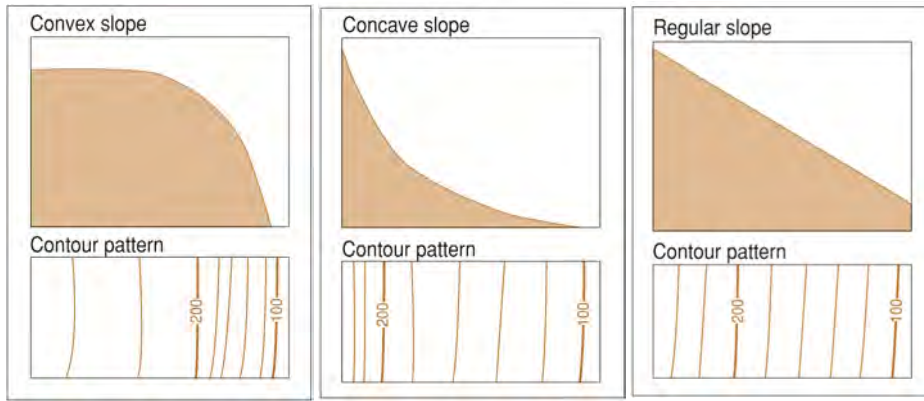 Convex slope
Contour pattern
200
100
Concave slope
Contour pattern
200
100
Regular slope
Contour pattern
200
100